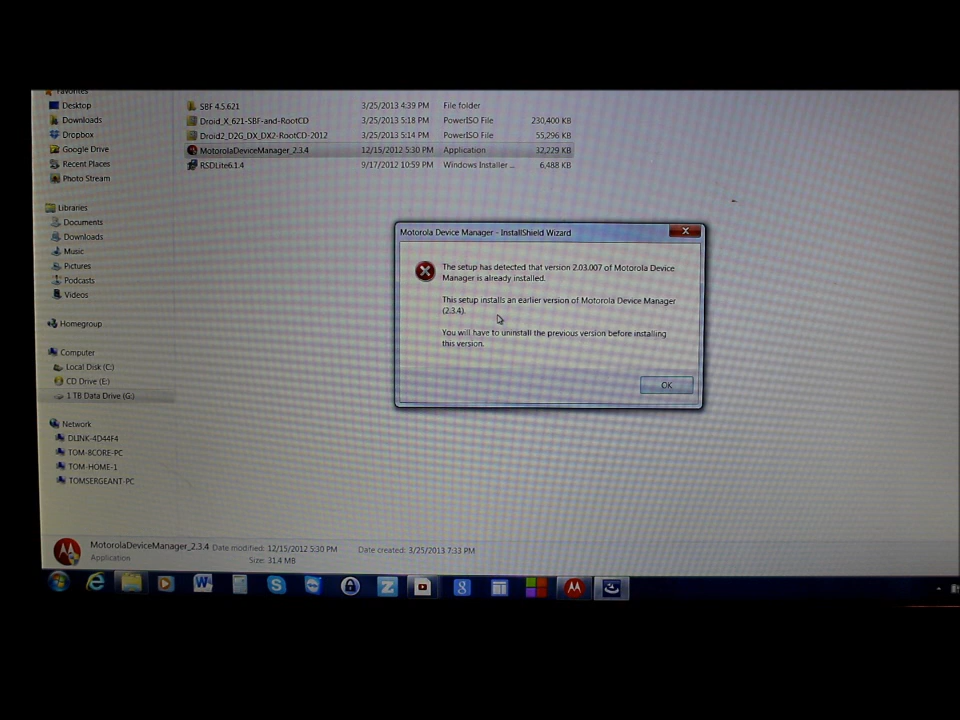 Favorites
Desktop
Downloads
Dropbox
Google Drive
Recent Places
Photo Stream
Libraries
Documents
Downloads
Music
Pictures
Podcasts
Videos
Homegroup
Computer
Local Disk (C:)
CD Drive (E:)
1 TB Data Drive (G:)
Network
DLINK-4D44F4
TOM-8CORE-PC
TOM-HOME-1
TOMSERGEANT-PC
SBF 4.5.621 3/25/2013 4:39 PM File folder
Droid_X_621-SBF-and-RootCD 3/25/2013 5:18 PM PowerISO File 230,400 KB
Droid2_D2G_DX_DX2-RootCD-2012 3/25/2013 5:14 PM PowerISO File 55,296 KB
MotorolaDeviceManager_2.3.4 12/15/2012 5:30 PM Application 32,229 KB
RSDLite6.1.4 9/17/2012 10:59 PM Windows Installer ... 6,488 KB
Motorola Device Manager - InstallShield Wizard
The setup has detected that version 2.03.007 of Motorola Device
Manager is already installed.
This setup installs an earlier version of Motorola Device Manager
(2.3.4).
You will have to uninstall the previous version before installing
this version.
OK
MotorolaDeviceManager_2.3.4 Date modified: 12/15/2012 5:30 PM Date created: 3/25/2013 7:33 PM
Application Size: 31.4 MB